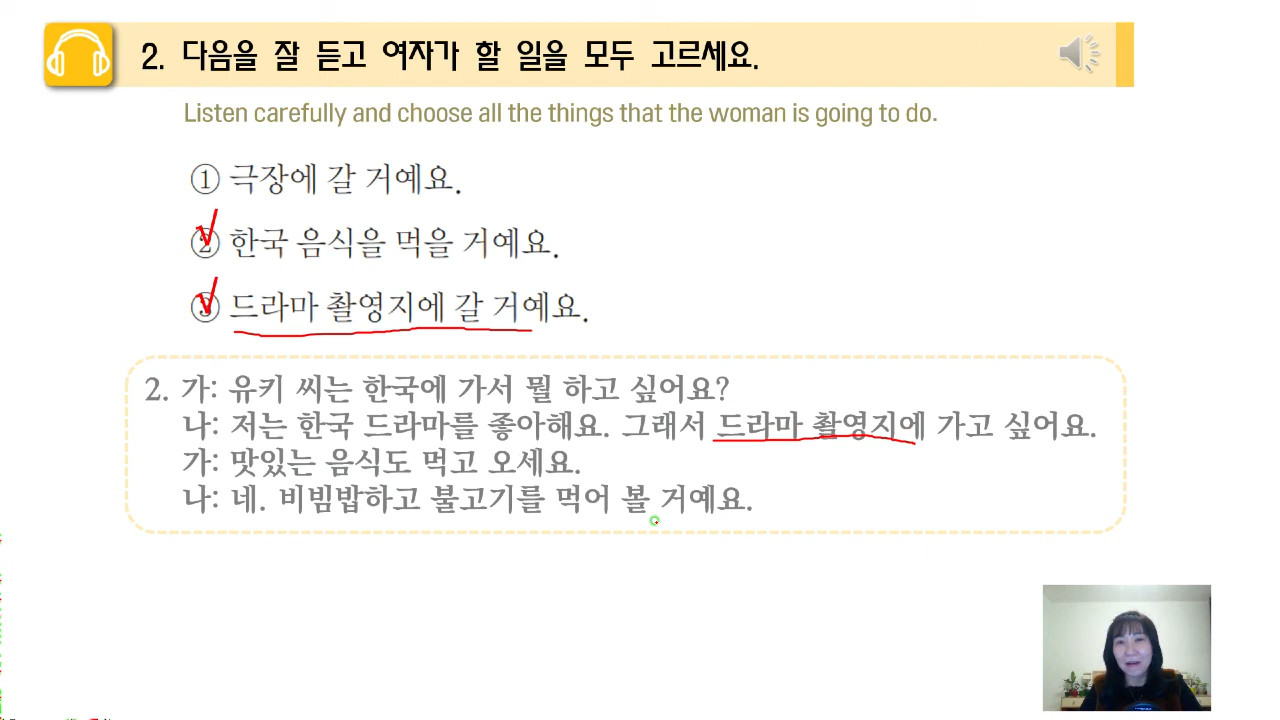 2. 다음을 잘 듣고 여자가 할 일을 모두 고르세요.
Listen carefully and choose all the things that the woman is going to do.
① 극장에 갈 거예요.
② 한국 음식을 먹을 거예요.
③ 드라마 촬영지에 갈 거예요.
2. 가: 유키 씨는 한국에 가서 뭘 하고 싶어요?
나: 저는 한국 드라마를 좋아해요. 그래서 드라마 촬영지에 가고 싶어요.
가: 맛있는 음식도 먹고 오세요.
나: 네. 비빔밥하고 불고기를 먹어 볼 거예요.